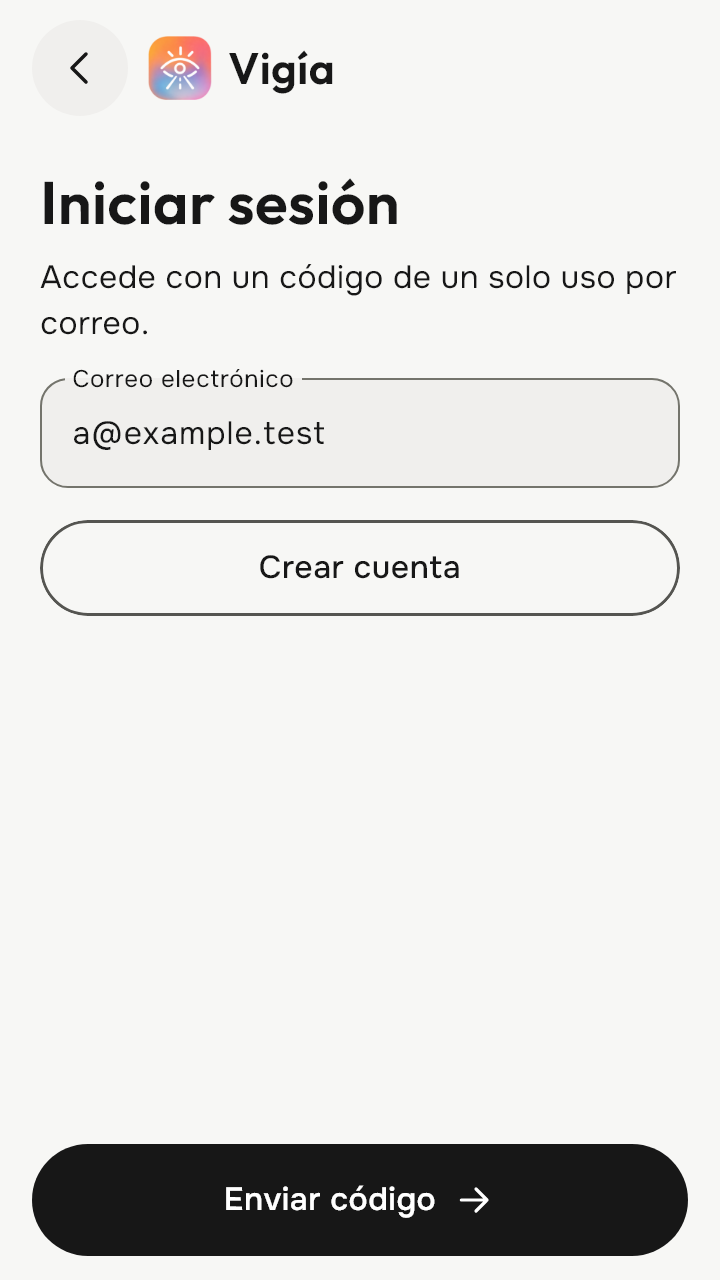 Vigía
Iniciar sesión
Accede con un código de un solo uso por
correo.
Correo electrónico
a@example.test
Crear cuenta
Enviar código